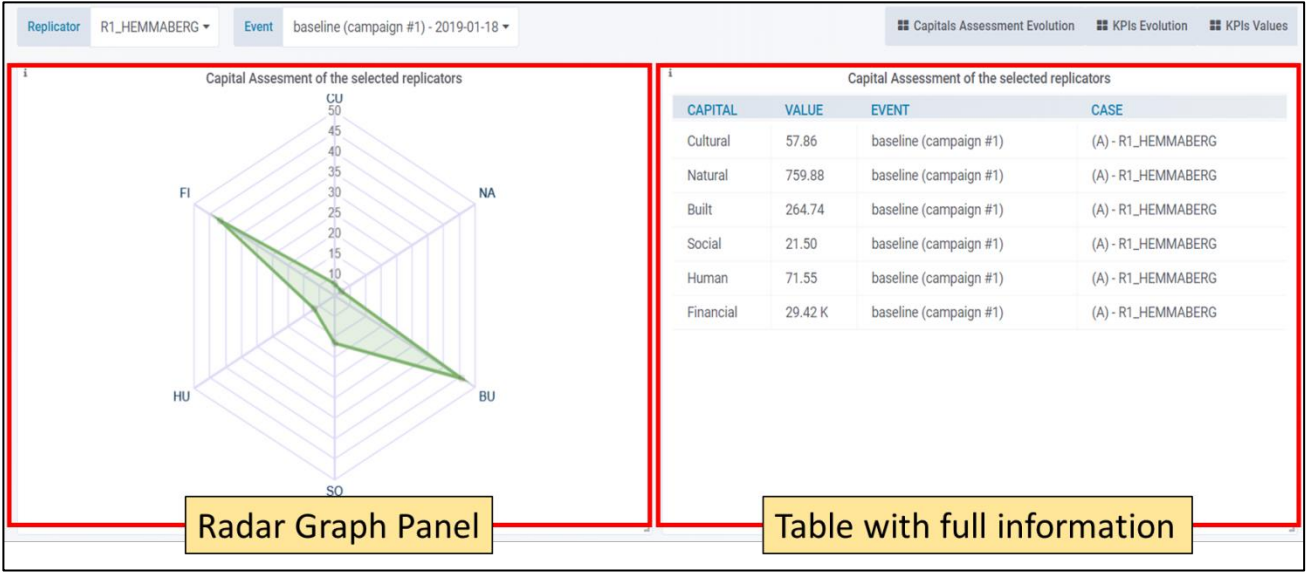 Replicator R1_HEMMABERG Event baseline (campaign #1) - 2019-01-18 Capitals Assessment Evolution KPIs Evolution KPIs Values
i Capital Assesment of the selected replicators
CU
50
45
40
35
FI 30 NA
25
20
15
10
HU BU
SO
Radar Graph Panel
i Capital Assessment of the selected replicators
CAPITAL VALUE EVENT CASE
Cultural 57.86 baseline (campaign #1) (A) - R1_HEMMABERG
Natural 759.88 baseline (campaign #1) (A) - R1_HEMMABERG
Built 264.74 baseline (campaign #1) (A) - R1_HEMMABERG
Social 21.50 baseline (campaign #1) (A) - R1_HEMMABERG
Human 71.55 baseline (campaign #1) (A) - R1_HEMMABERG
Financial 29.42 K baseline (campaign #1) (A) - R1_HEMMABERG
Table with full information